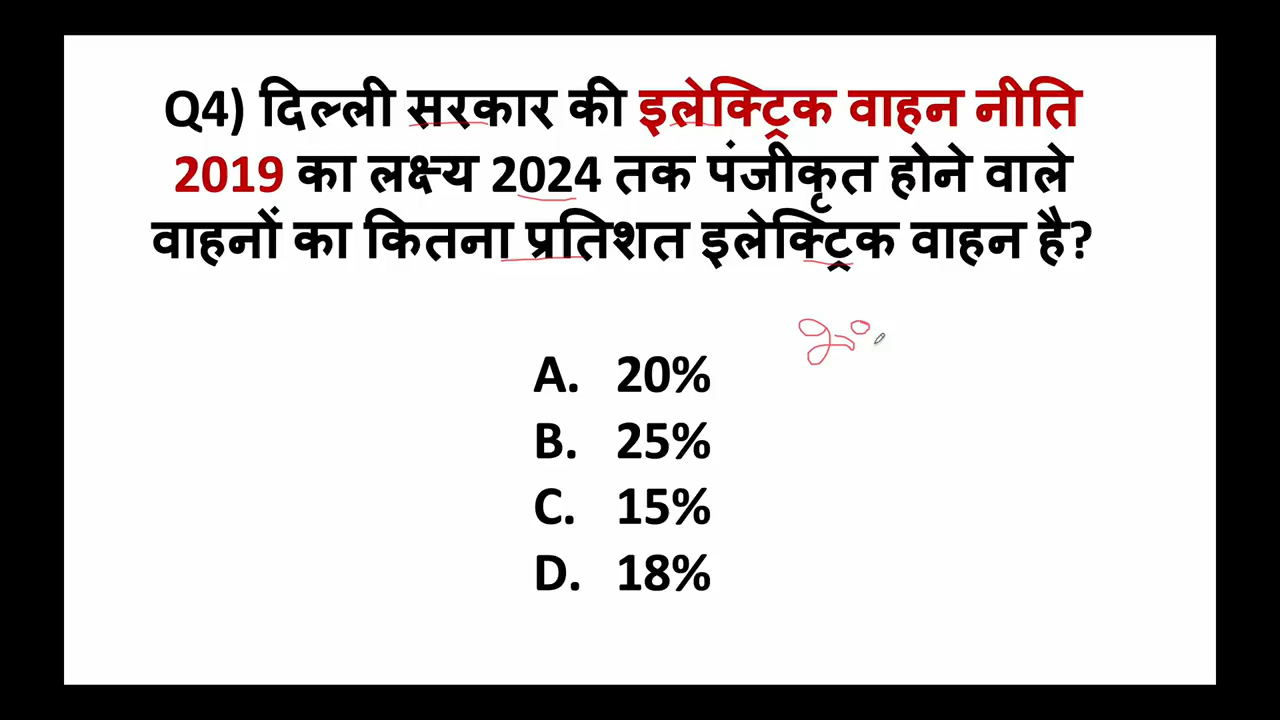 Q4) दिल्ली सरकार की इलेक्ट्रिक वाहन नीति
2019 का लक्ष्य 2024 तक पंजीकृत होने वाले
वाहनों का कितना प्रतिशत इलेक्ट्रिक वाहन है?
A. 20%
B. 25%
C. 15%
D. 18%